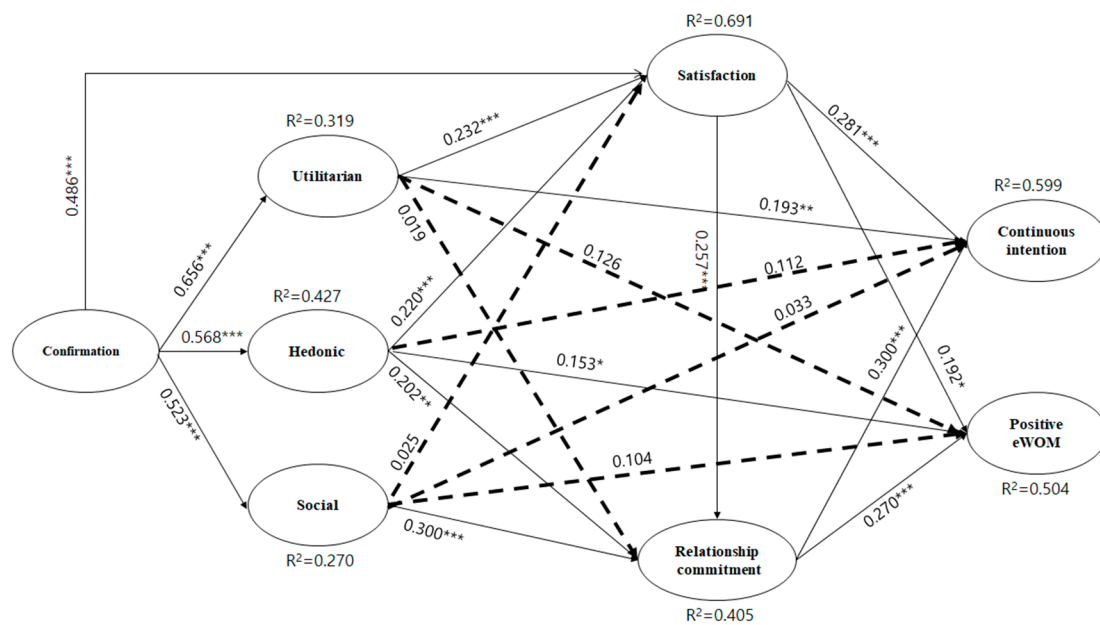 R²=0.691
Satisfaction
0.486***
R²=0.319
Utilitarian
0.232***
0.281***
R²=0.599
Continuous
intention
0.193**
0.019
0.126
0.257**
0.112
0.656***
R²=0.427
0.220***
0.033
Confirmation
0.568***
Hedonic
0.153*
0.300***
0.192*
0.202**
0.523***
Positive
eWOM
0.025
0.104
R²=0.504
Social
0.300***
0.270***
R²=0.270
Relationship
commitment
R²=0.405